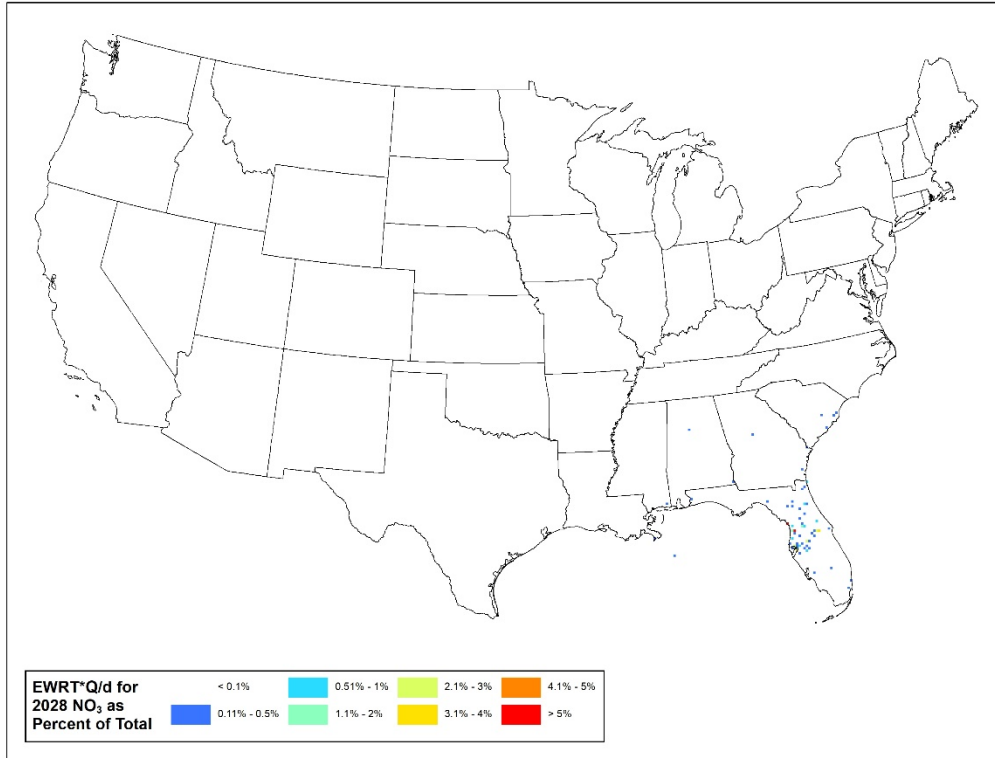 EWRT*Q/d for
2028 NO₃ as
Percent of Total
< 0.1%
0.11% - 0.5%
0.51% - 1%
1.1% - 2%
2.1% - 3%
3.1% - 4%
4.1% - 5%
> 5%